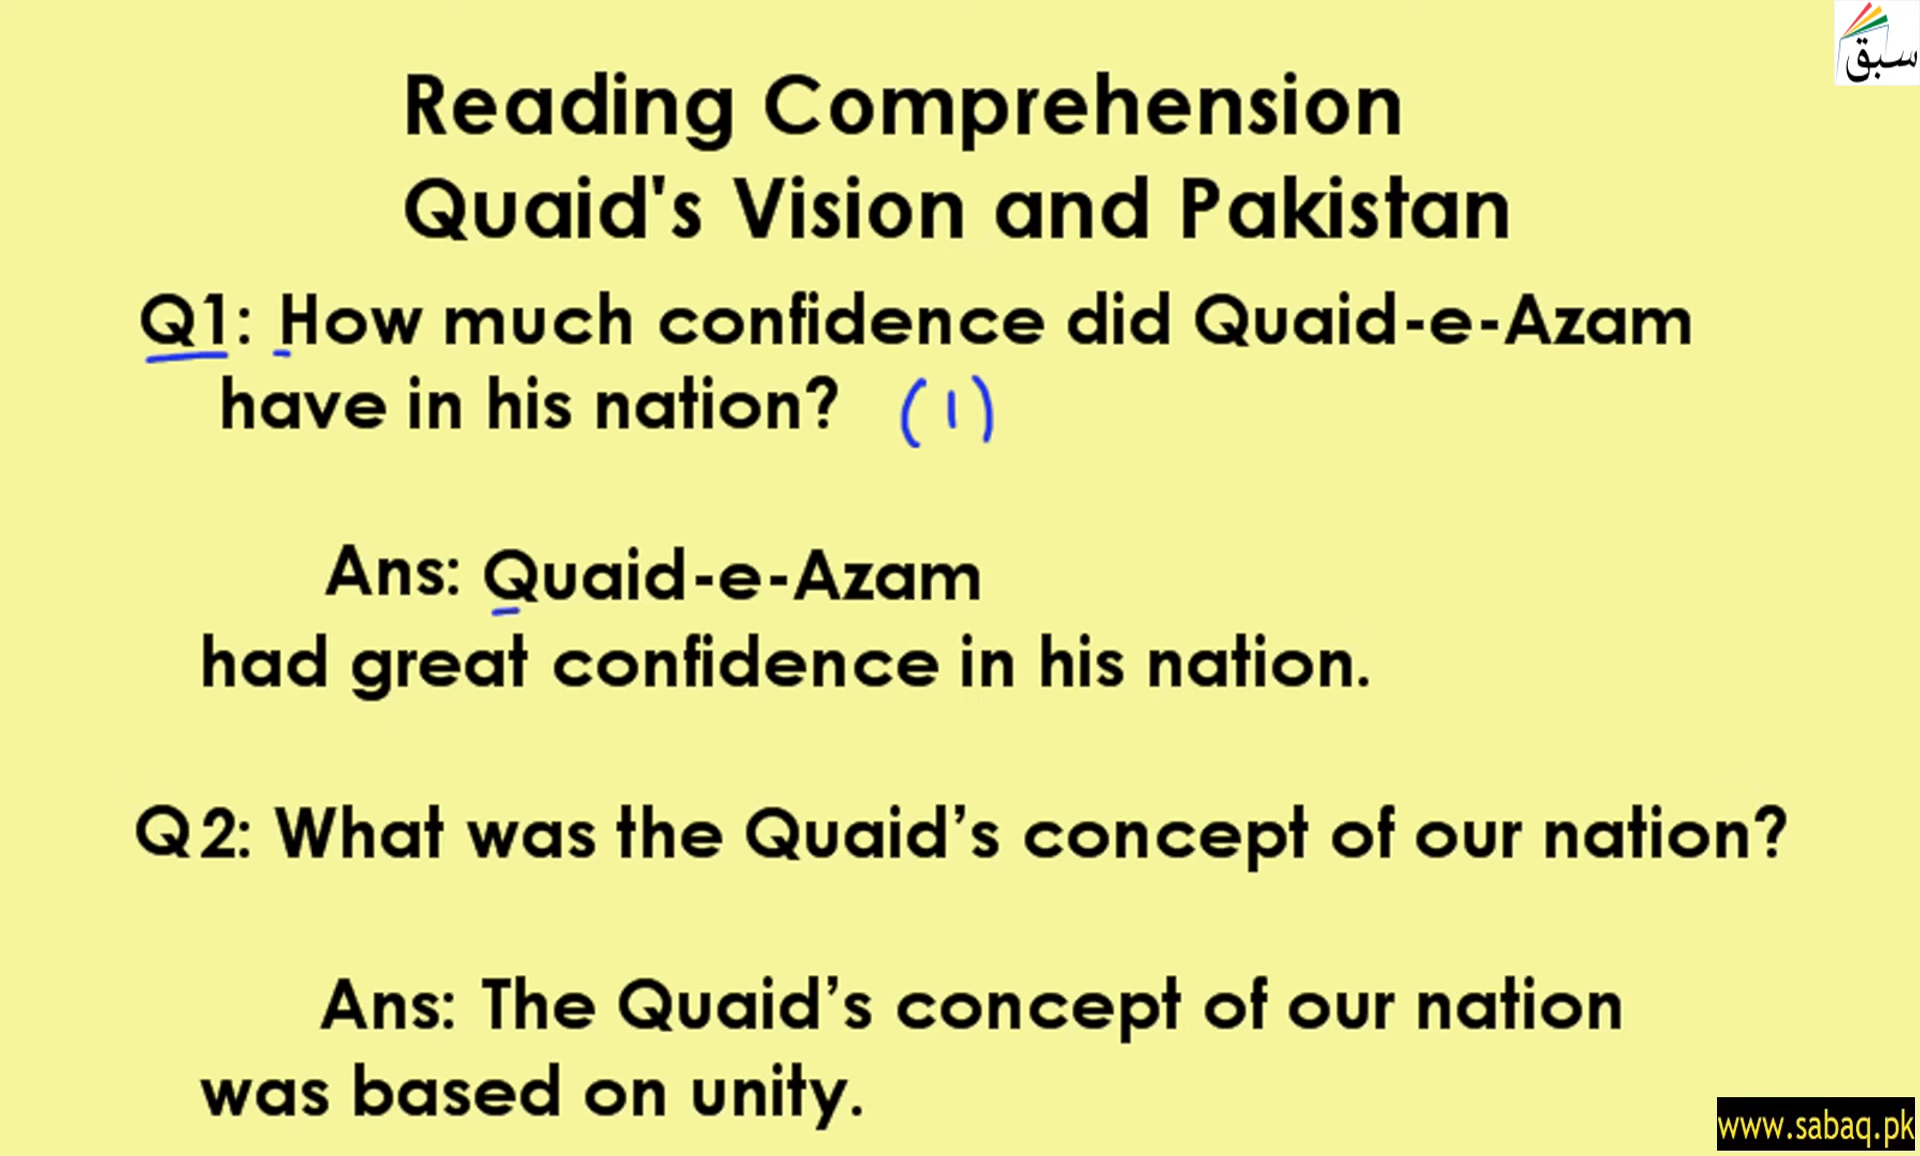 سبق
Reading Comprehension
Quaid's Vision and Pakistan
Q1: How much confidence did Quaid-e-Azam
have in his nation? (1)
Ans: Quaid-e-Azam
had great confidence in his nation.
Q2: What was the Quaid’s concept of our nation?
Ans: The Quaid’s concept of our nation
was based on unity.
www.sabaq.pk